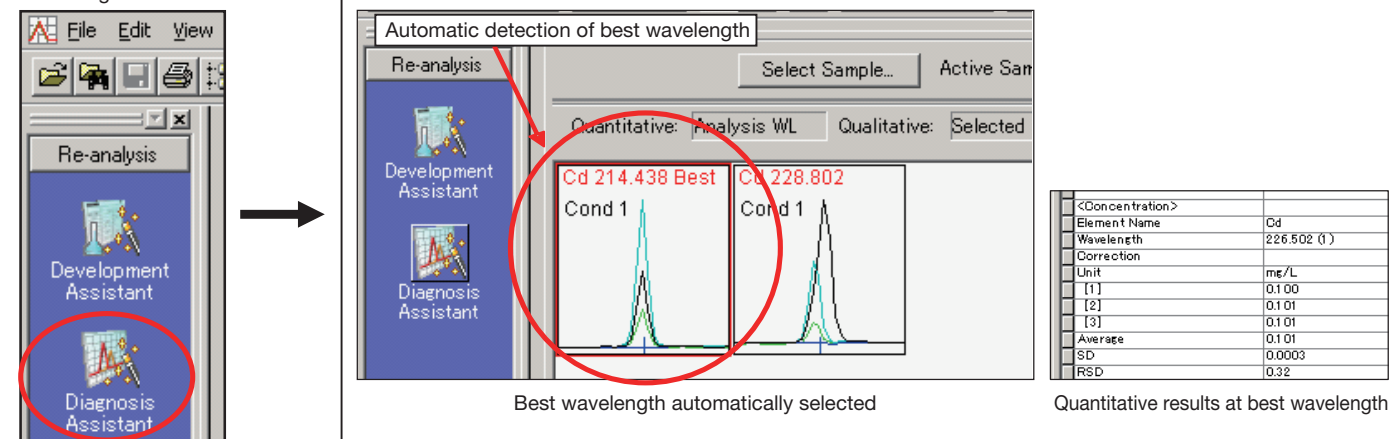 File Edit View
Re-analysis
Development
Assistant
Diagnosis
Assistant
Automatic detection of best wavelength
Re-analysis
Select Sample... Active Sam
Quantitative: Analysis WL Qualitative: Selected
Development
Assistant
Diagnosis
Assistant
Cd 214.438 Best
Cond 1
Cd 228.802
Cond 1
Best wavelength automatically selected
<Concentration>
Element Name Cd
Wavelength 226.502 (1)
Correction
Unit mg/L
[1] 0.100
[2] 0.101
[3] 0.101
Average 0.101
SD 0.0003
RSD 0.32
Quantitative results at best wavelength